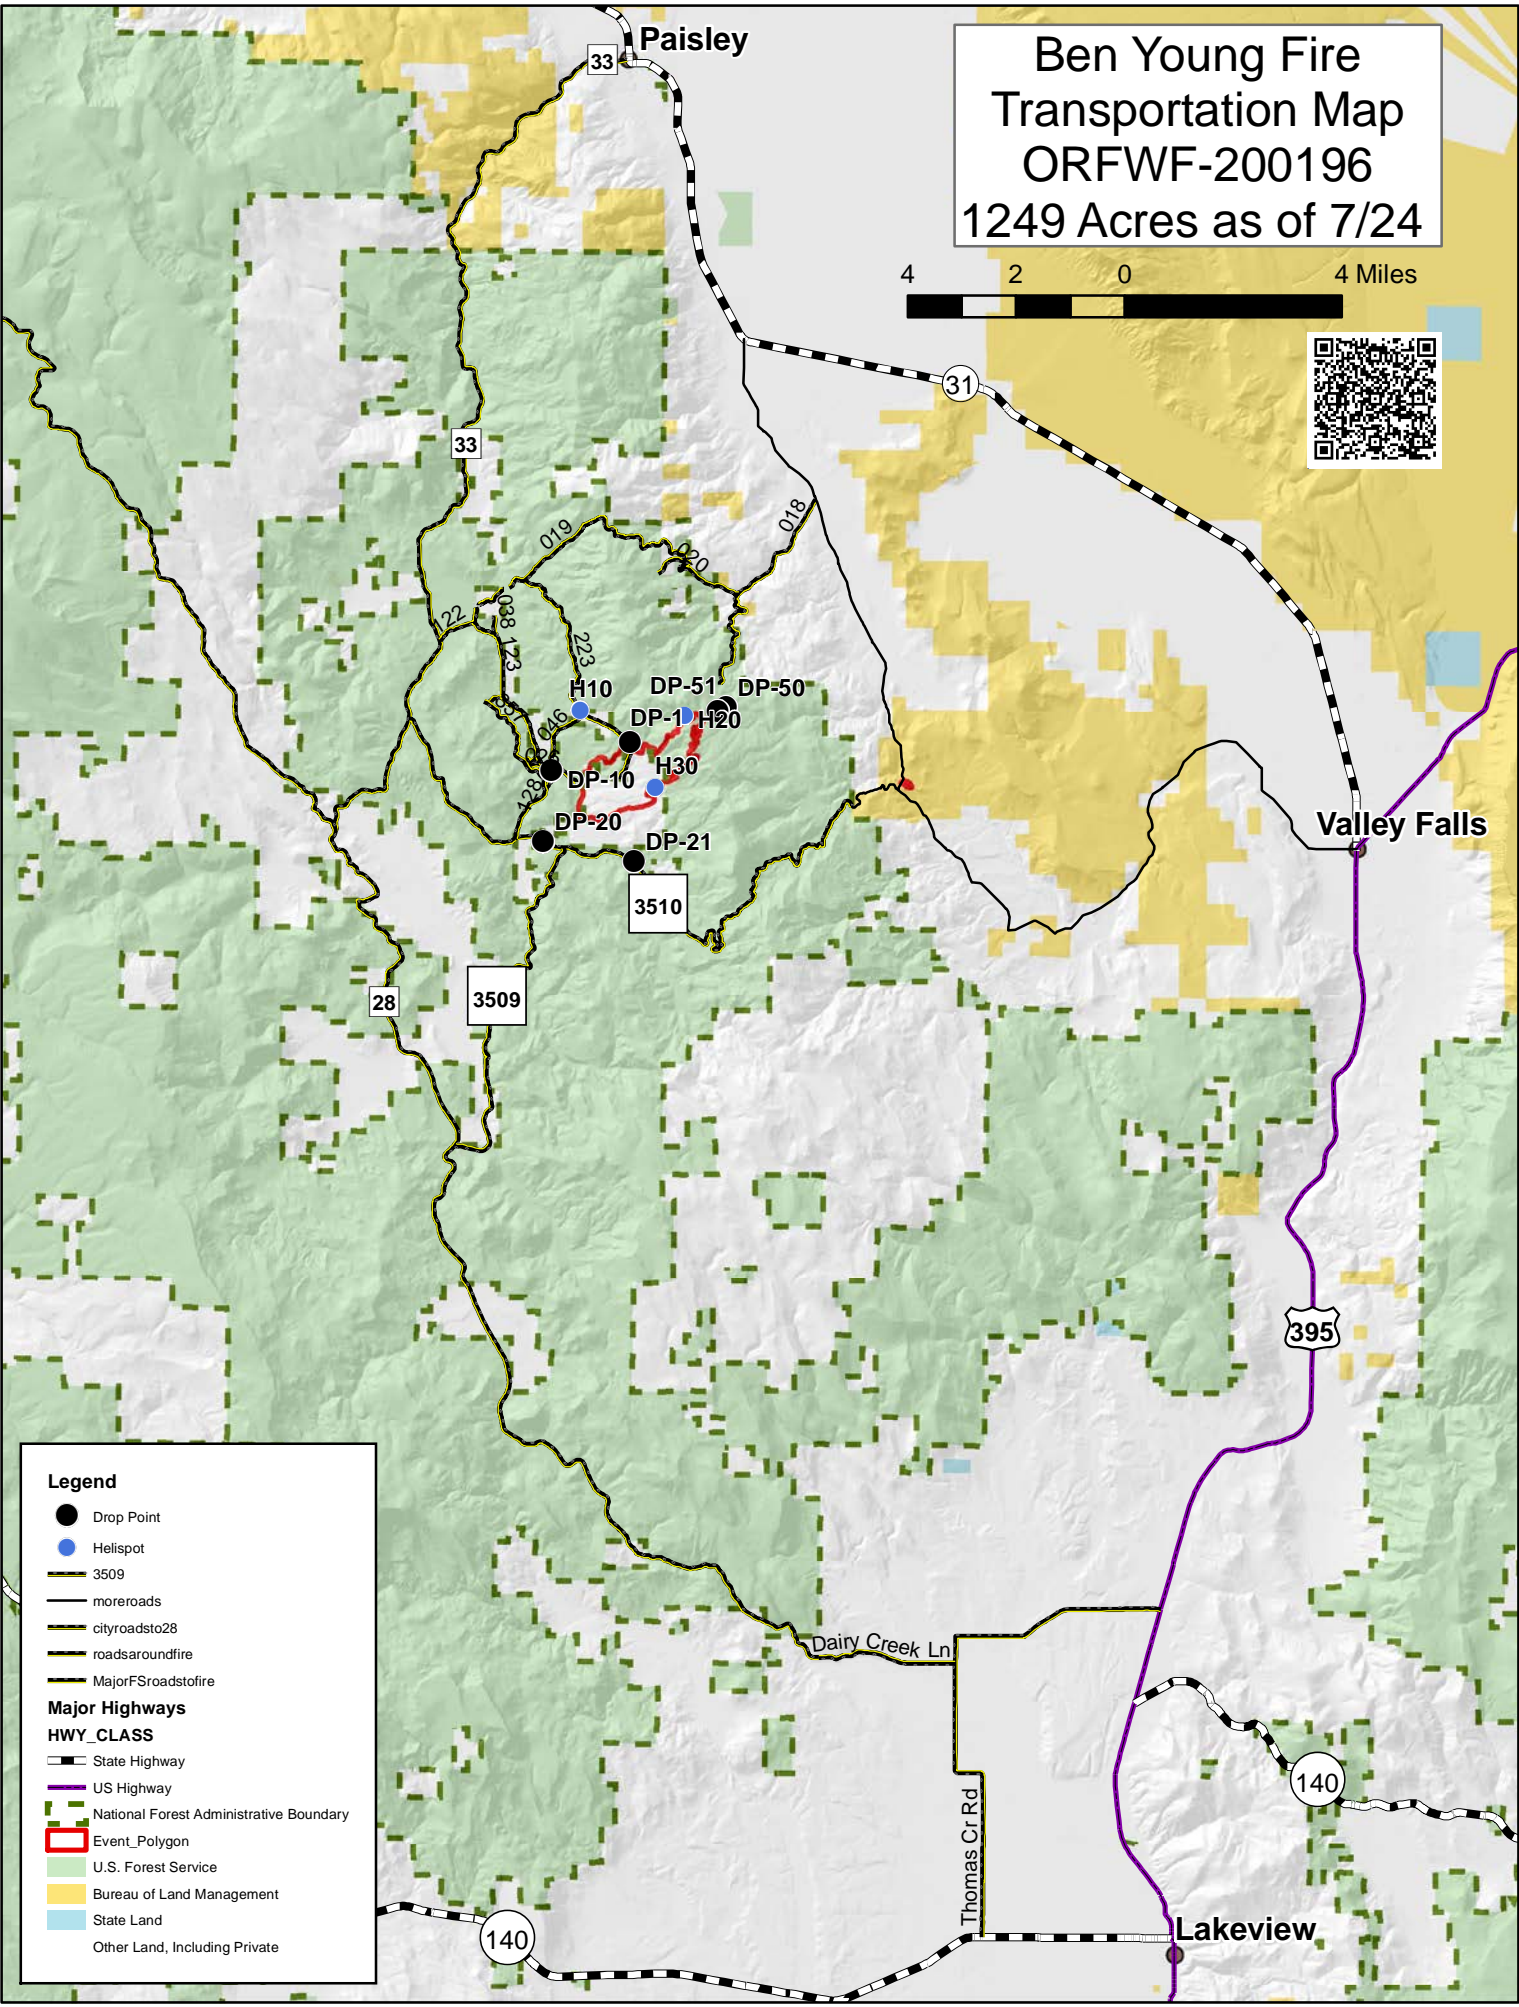 Paisley
33
Ben Young Fire
Transportation Map
ORFWF-200196
1249 Acres as of 7/24
4 2 0 4 Miles
31
33
018
019
020
038
122
123
223
H10
DP-51
DP-50
046
DP-1
H20
H30
DP-10
128
DP-20
DP-21
Valley Falls
3510
3509
28
395
Legend
Drop Point
Helispot
3509
moreroads
cityroadsto28
roadsaroundfire
MajorFSroadstofire
Major Highways
HWY_CLASS
State Highway
US Highway
National Forest Administrative Boundary
Event_Polygon
U.S. Forest Service
Bureau of Land Management
State Land
Other Land, Including Private
Dairy Creek Ln
Thomas Cr Rd
140
140
Lakeview